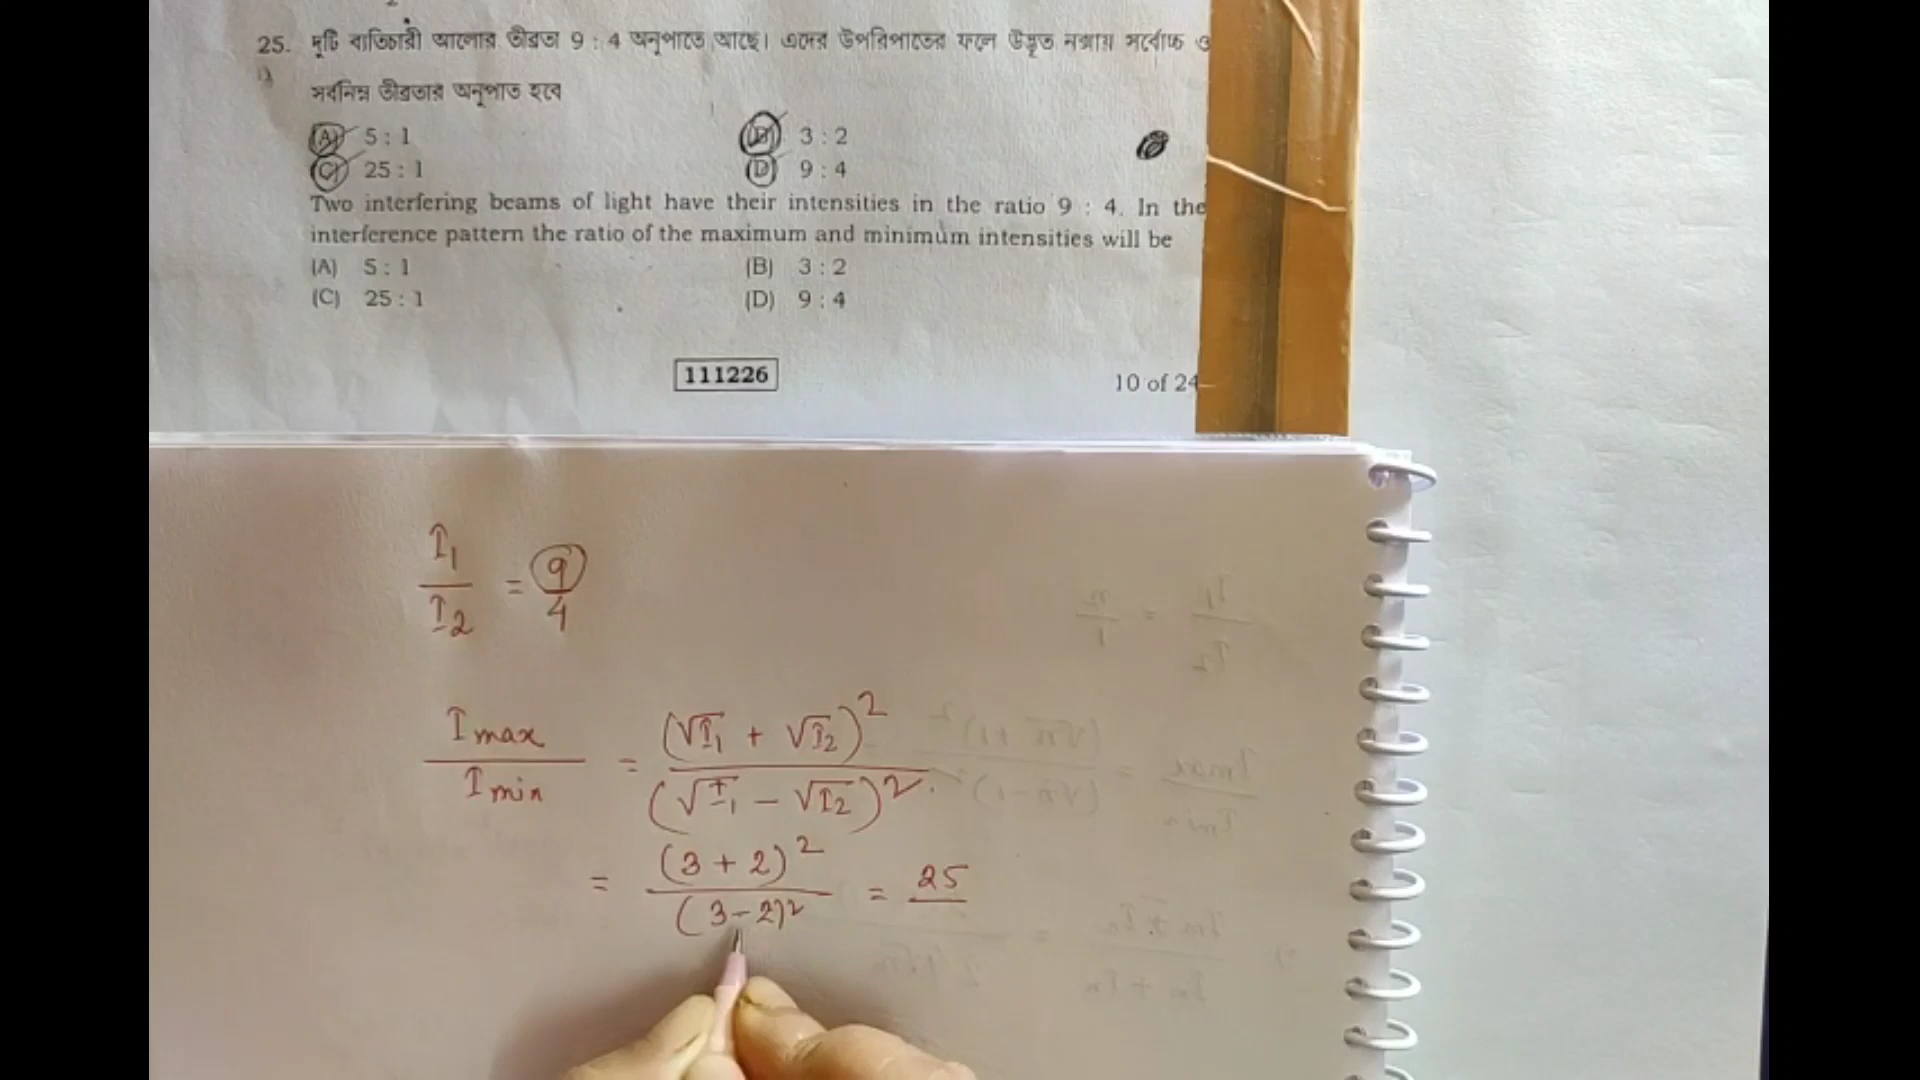 25. দুটি ব্যতিচারী আলোর তীব্রতা 9 : 4 অনুপাতে আছে। এদের উপরিপাতের ফলে উদ্ভূত নক্সায় সর্বোচ্চ ও
সর্বনিম্ন তীব্রতার অনুপাত হবে
(A) 5 : 1 (B) 3 : 2
(C) 25 : 1 (D) 9 : 4
Two interfering beams of light have their intensities in the ratio 9 : 4. In the
interference pattern the ratio of the maximum and minimum intensities will be
(A) 5 : 1 (B) 3 : 2
(C) 25 : 1 (D) 9 : 4
111226
10 of 24
I₁/I₂ = 9/4
Imax/Imin = (√I₁ + √I₂)²/(√I₁ − √I₂)²
= (3 + 2)²/(3 − 2)² = 25